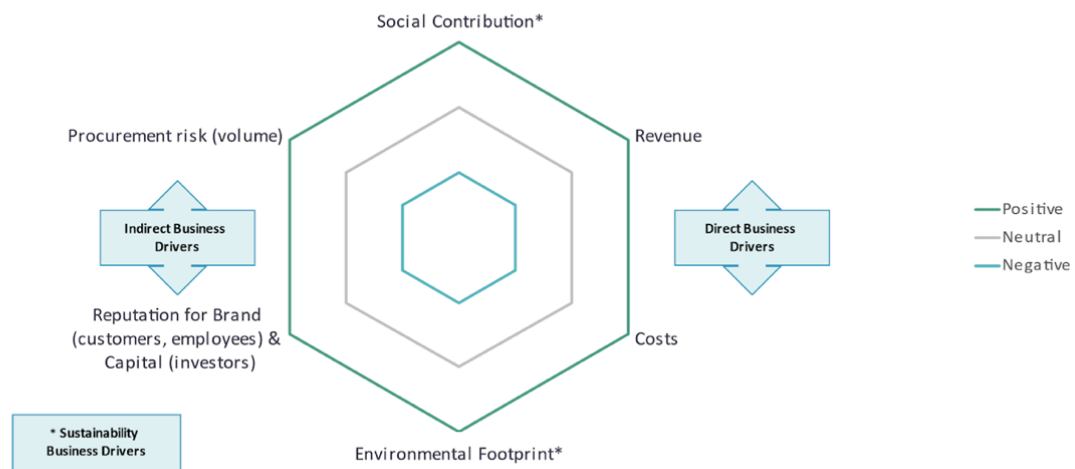 Social Contribution*
Procurement risk (volume)
Revenue
Indirect Business
Drivers
Direct Business
Drivers
Positive
Neutral
Negative
Reputation for Brand
(customers, employees) &
Capital (investors)
Costs
* Sustainability
Business Drivers
Environmental Footprint*